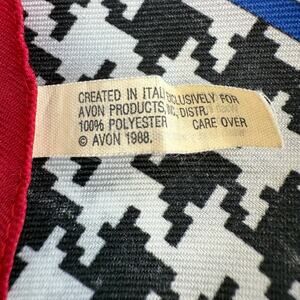 CREATED IN ITALY EXCLUSIVELY FOR
AVON PRODUCTS, INC., DISTR.
100% POLYESTER CARE OVER
© AVON 1988.